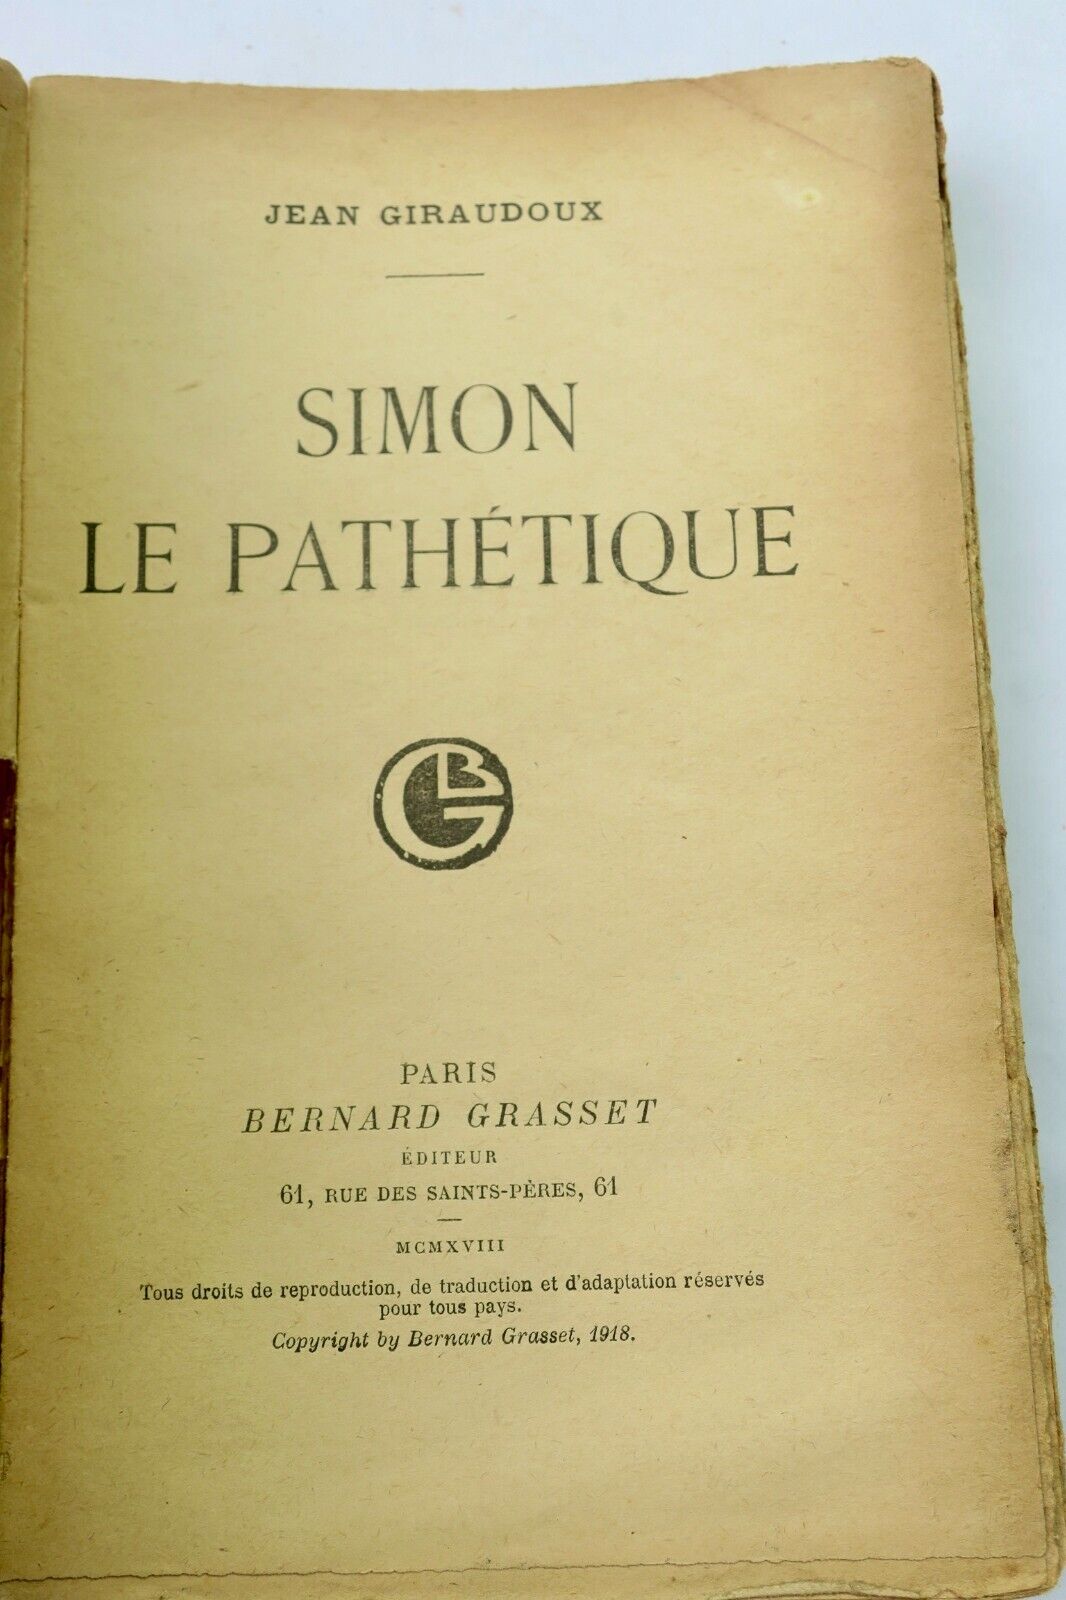 JEAN GIRAUDOUX
SIMON
LE PATHÉTIQUE
BG
PARIS
BERNARD GRASSET
ÉDITEUR
61, RUE DES SAINTS-PÈRES, 61
MCMXVIII
Tous droits de reproduction, de traduction et d'adaptation réservés
pour tous pays.
Copyright by Bernard Grasset, 1918.